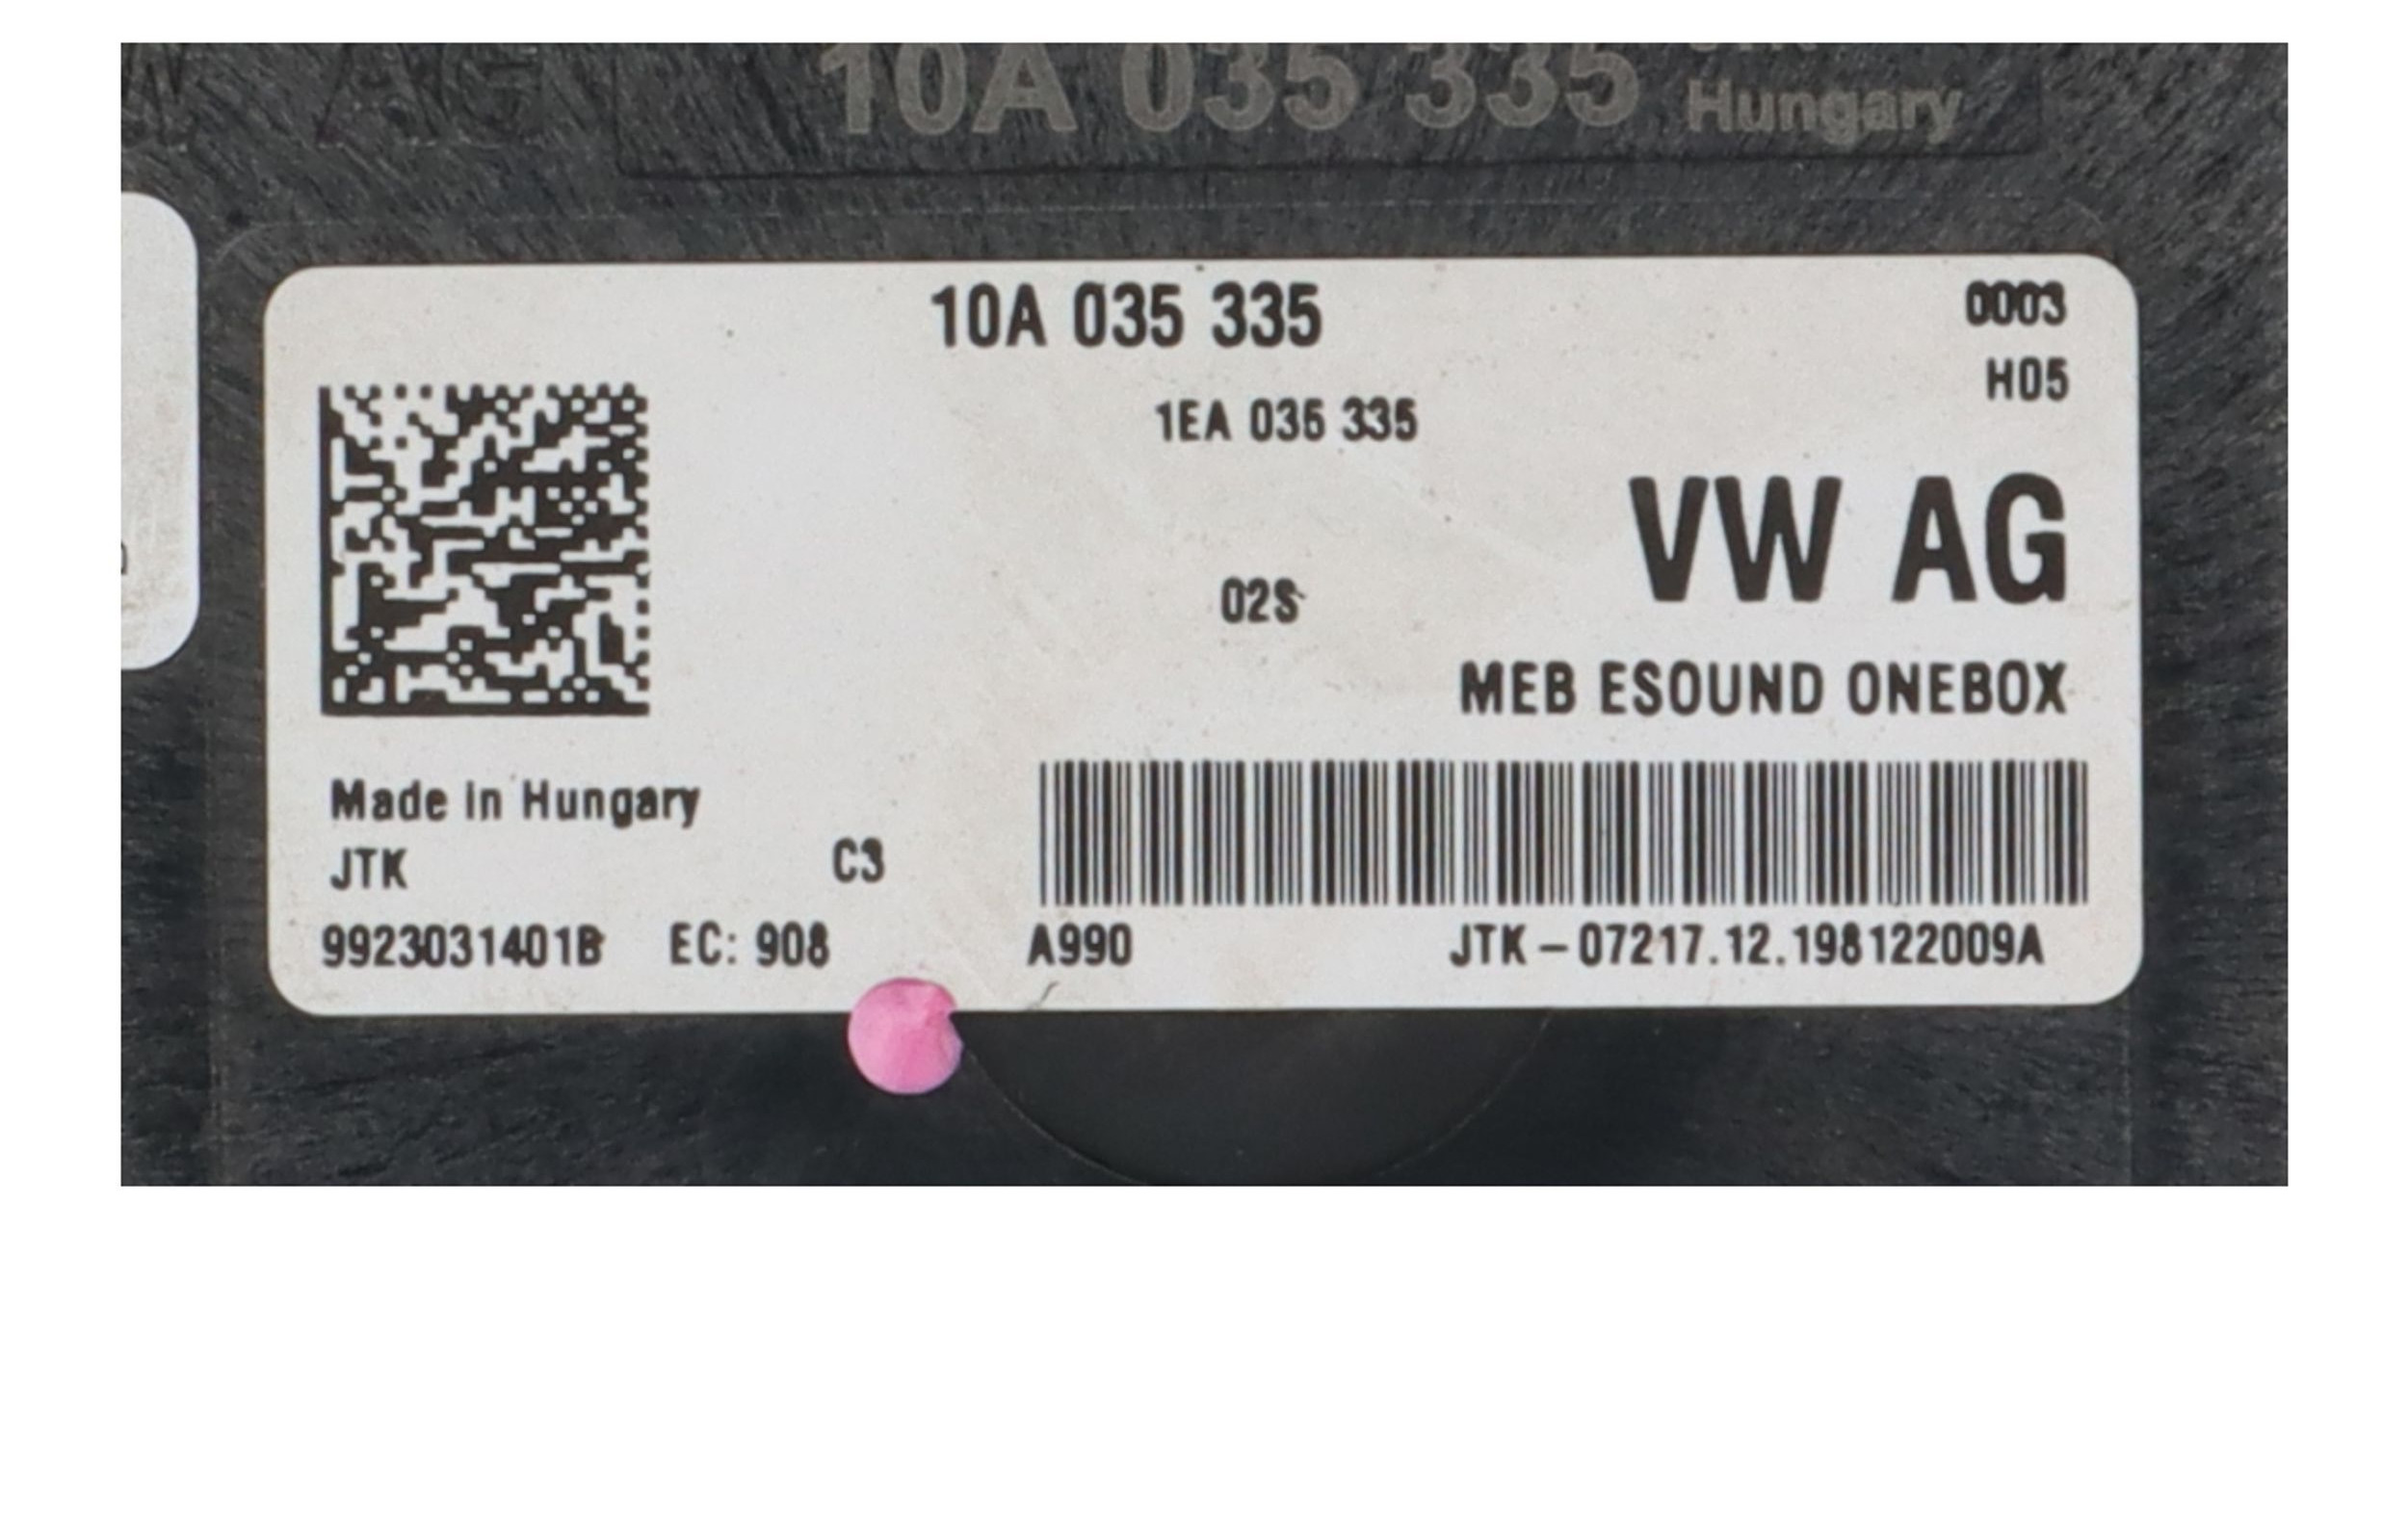 10A 035 335
Hungary
10A 035 335
0003
H05
1EA 035 335
VW AG
02S
MEB ESOUND ONEBOX
Made in Hungary
JTK
C3
9923031401B EC: 908
A990 JTK-07217.12.198122009A